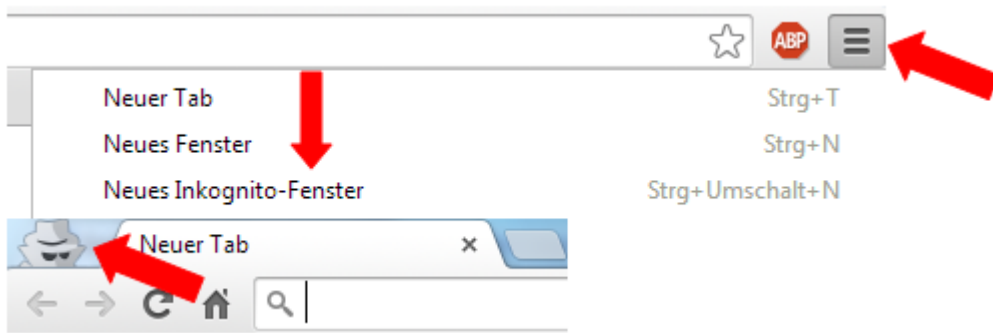 ABP
Neuer Tab Strg+T
Neues Fenster Strg+N
Neues Inkognito-Fenster Strg+Umschalt+N
Neuer Tab